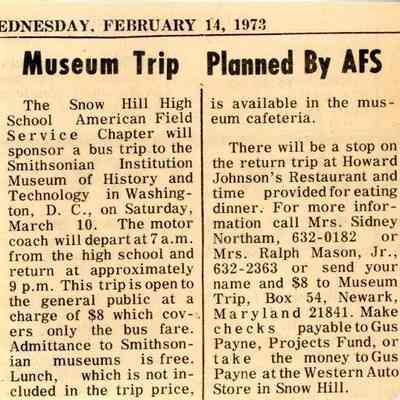 EDNESDAY, FEBRUARY 14, 1973
Museum Trip Planned By AFS
The Snow Hill High
School American Field
Service Chapter will
sponsor a bus trip to the
Smithsonian Institution
Museum of History and
Technology in Washing-
ton, D. C., on Saturday,
March 10. The motor
coach will depart at 7 a.m.
from the high school and
return at approximately
9 p.m. This trip is open to
the general public at a
charge of $8 which cov-
ers only the bus fare.
Admittance to Smithson-
ian museums is free.
Lunch, which is not in-
cluded in the trip price,
is available in the mus-
eum cafeteria.
There will be a stop on
the return trip at Howard
Johnson's Restaurant and
time provided for eating
dinner. For more infor-
mation call Mrs. Sidney
Northam, 632-0182 or
Mrs. Ralph Mason, Jr.,
632-2363 or send your
name and $8 to Museum
Trip, Box 54, Newark,
Maryland 21841. Make
checks payable to Gus
Payne, Projects Fund, or
take the money to Gus
Payne at the Western Auto
Store in Snow Hill.